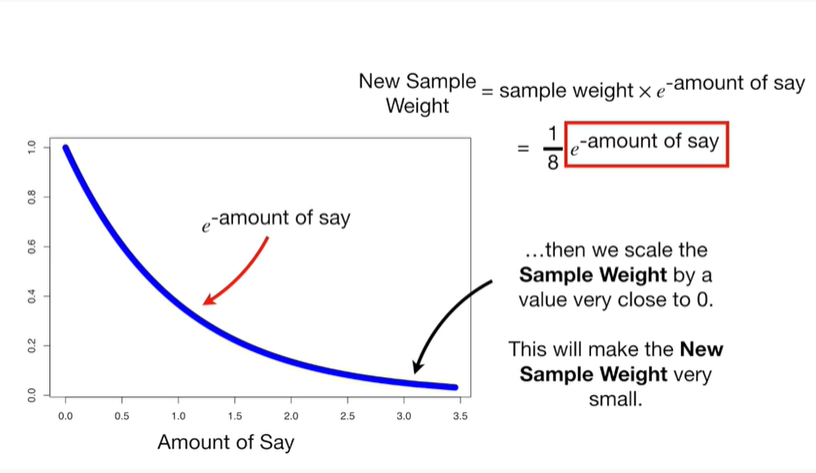 New Sample
Weight
= sample weight × e-amount of say
= 1
8
e-amount of say
e-amount of say
…then we scale the
Sample Weight by a
value very close to 0.
This will make the New
Sample Weight very
small.
1.0
0.8
0.6
0.4
0.2
0.0
0.0 0.5 1.0 1.5 2.0 2.5 3.0 3.5
Amount of Say